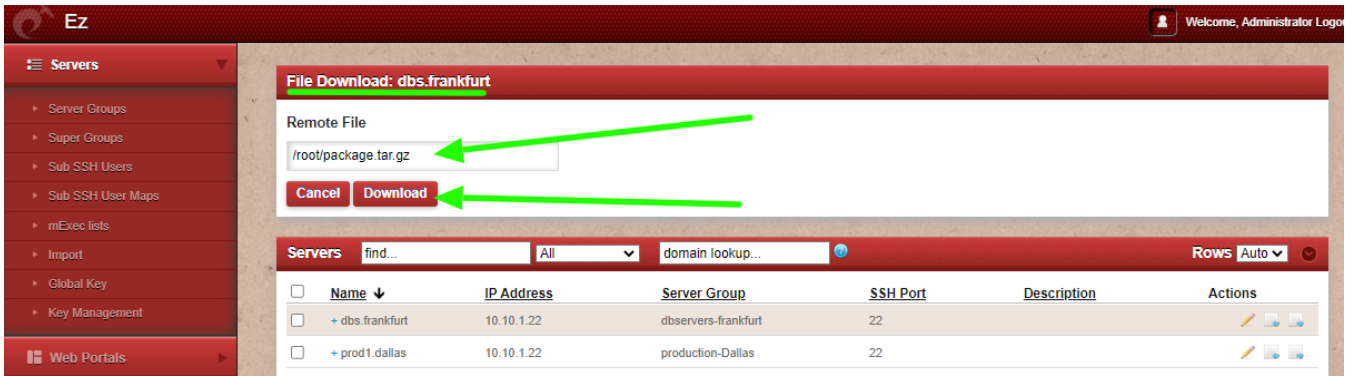 Ez
Welcome, Administrator Logou
Servers
Server Groups
Super Groups
Sub SSH Users
Sub SSH User Maps
mExec lists
Import
Global Key
Key Management
Web Portals
File Download: dbs.frankfurt
Remote File
/root/package.tar.gz
Cancel Download
Servers find... All domain lookup... Rows Auto
Name IP Address Server Group SSH Port Description Actions
+ dbs.frankfurt 10.10.1.22 dbservers-frankfurt 22
+ prod1.dallas 10.10.1.22 production-Dallas 22